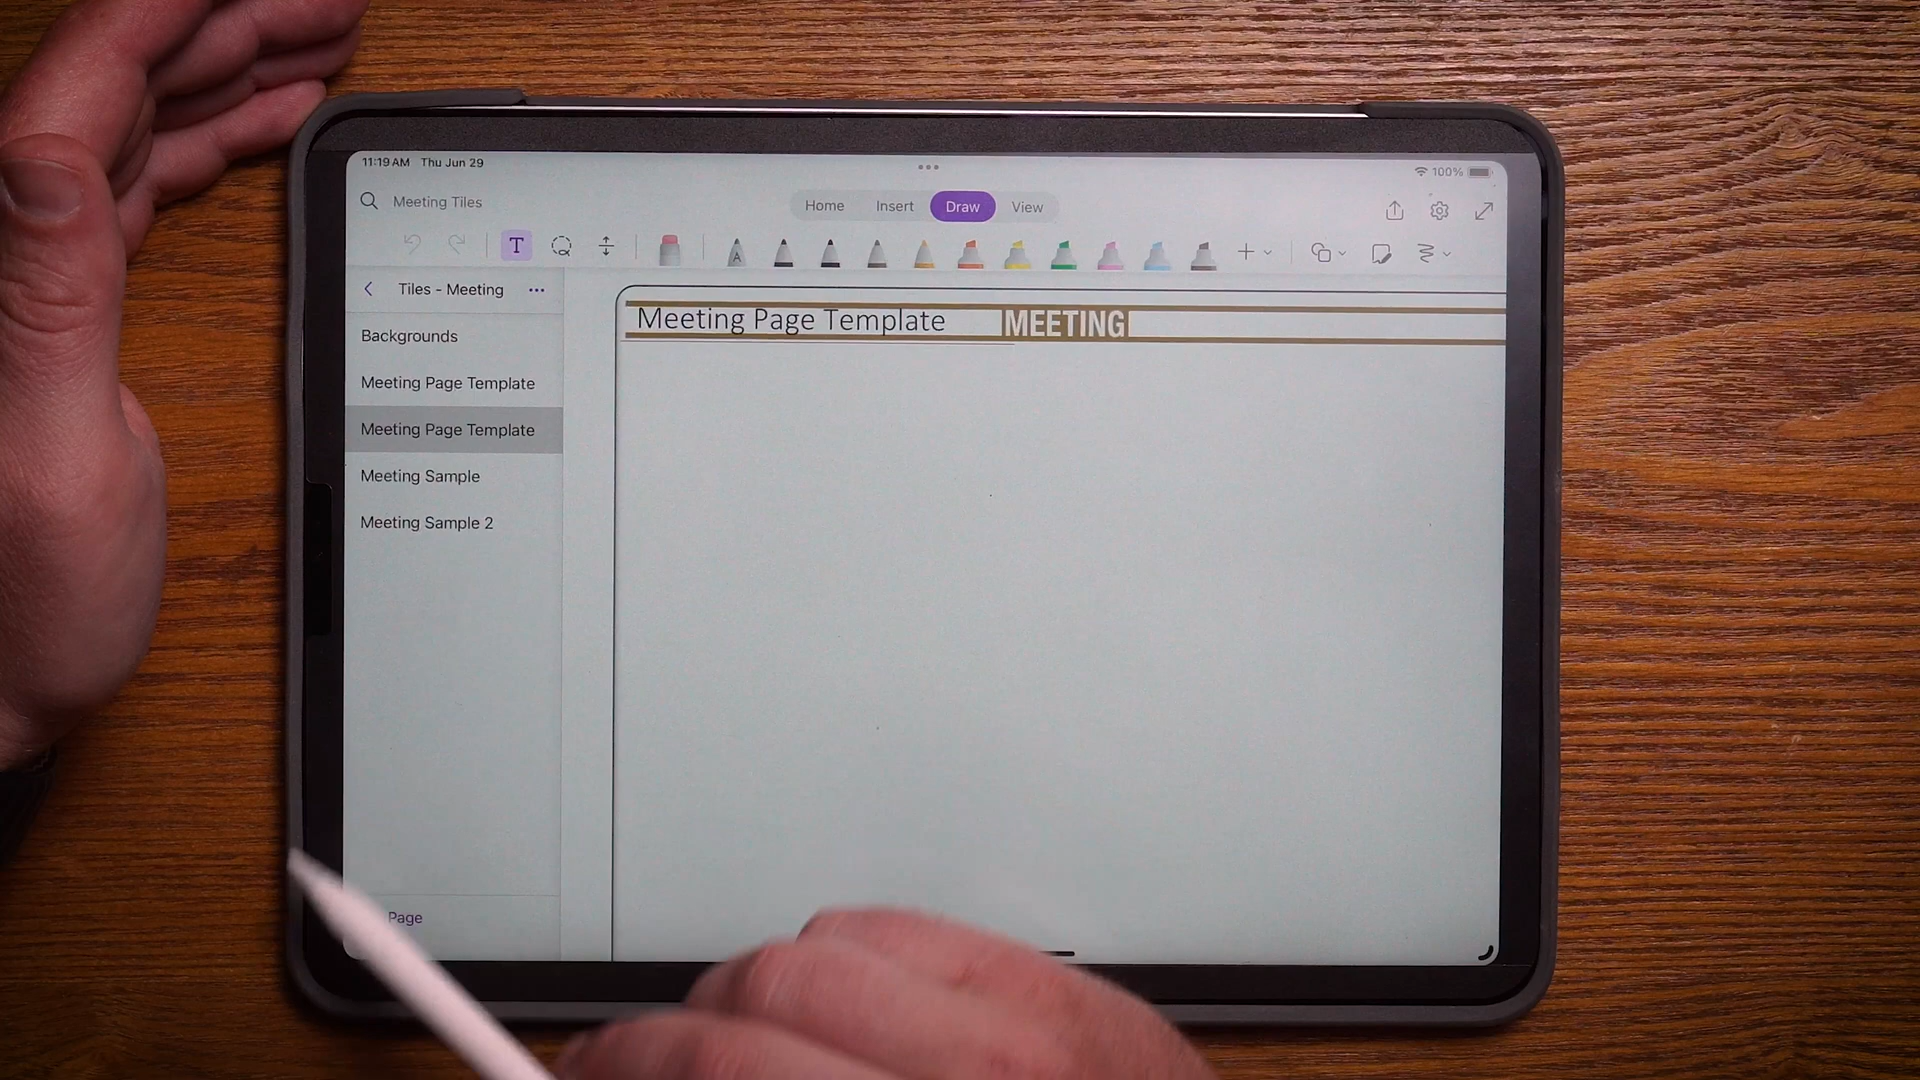 11:19 AM Thu Jun 29
100%
Meeting Tiles
Home Insert Draw View
T
A
Tiles - Meeting
Backgrounds
Meeting Page Template
Meeting Page Template
Meeting Sample
Meeting Sample 2
Page
Meeting Page Template MEETING